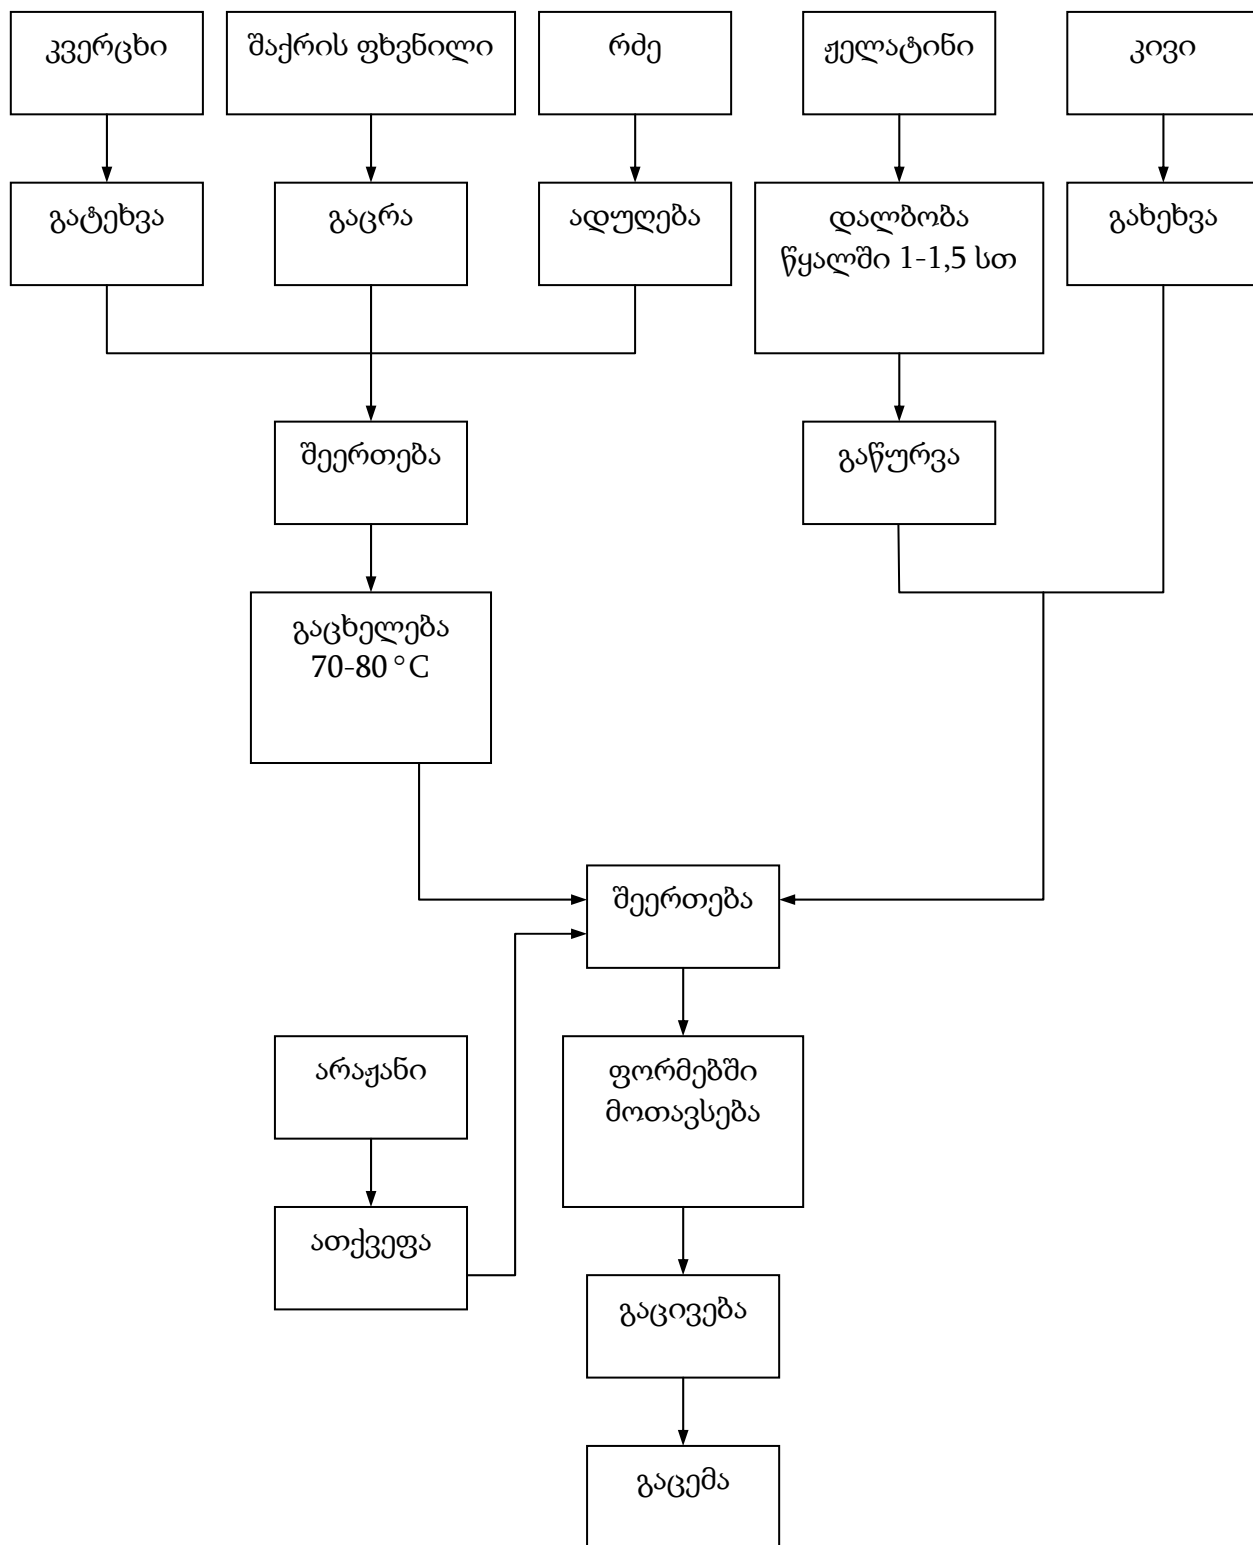 კვერცხი
შაქრის ფხვნილი
რძე
ჟელატინი
კივი
გატეხვა
გაცრა
ადუღება
დალბობა
წყალში 1-1,5 სთ
გახეხვა
შეერთება
გაწურვა
გაცხელება
70-80 °C
შეერთება
არაჟანი
ფორმებში
მოთავსება
ათქვეფა
გაცივება
გაცემა